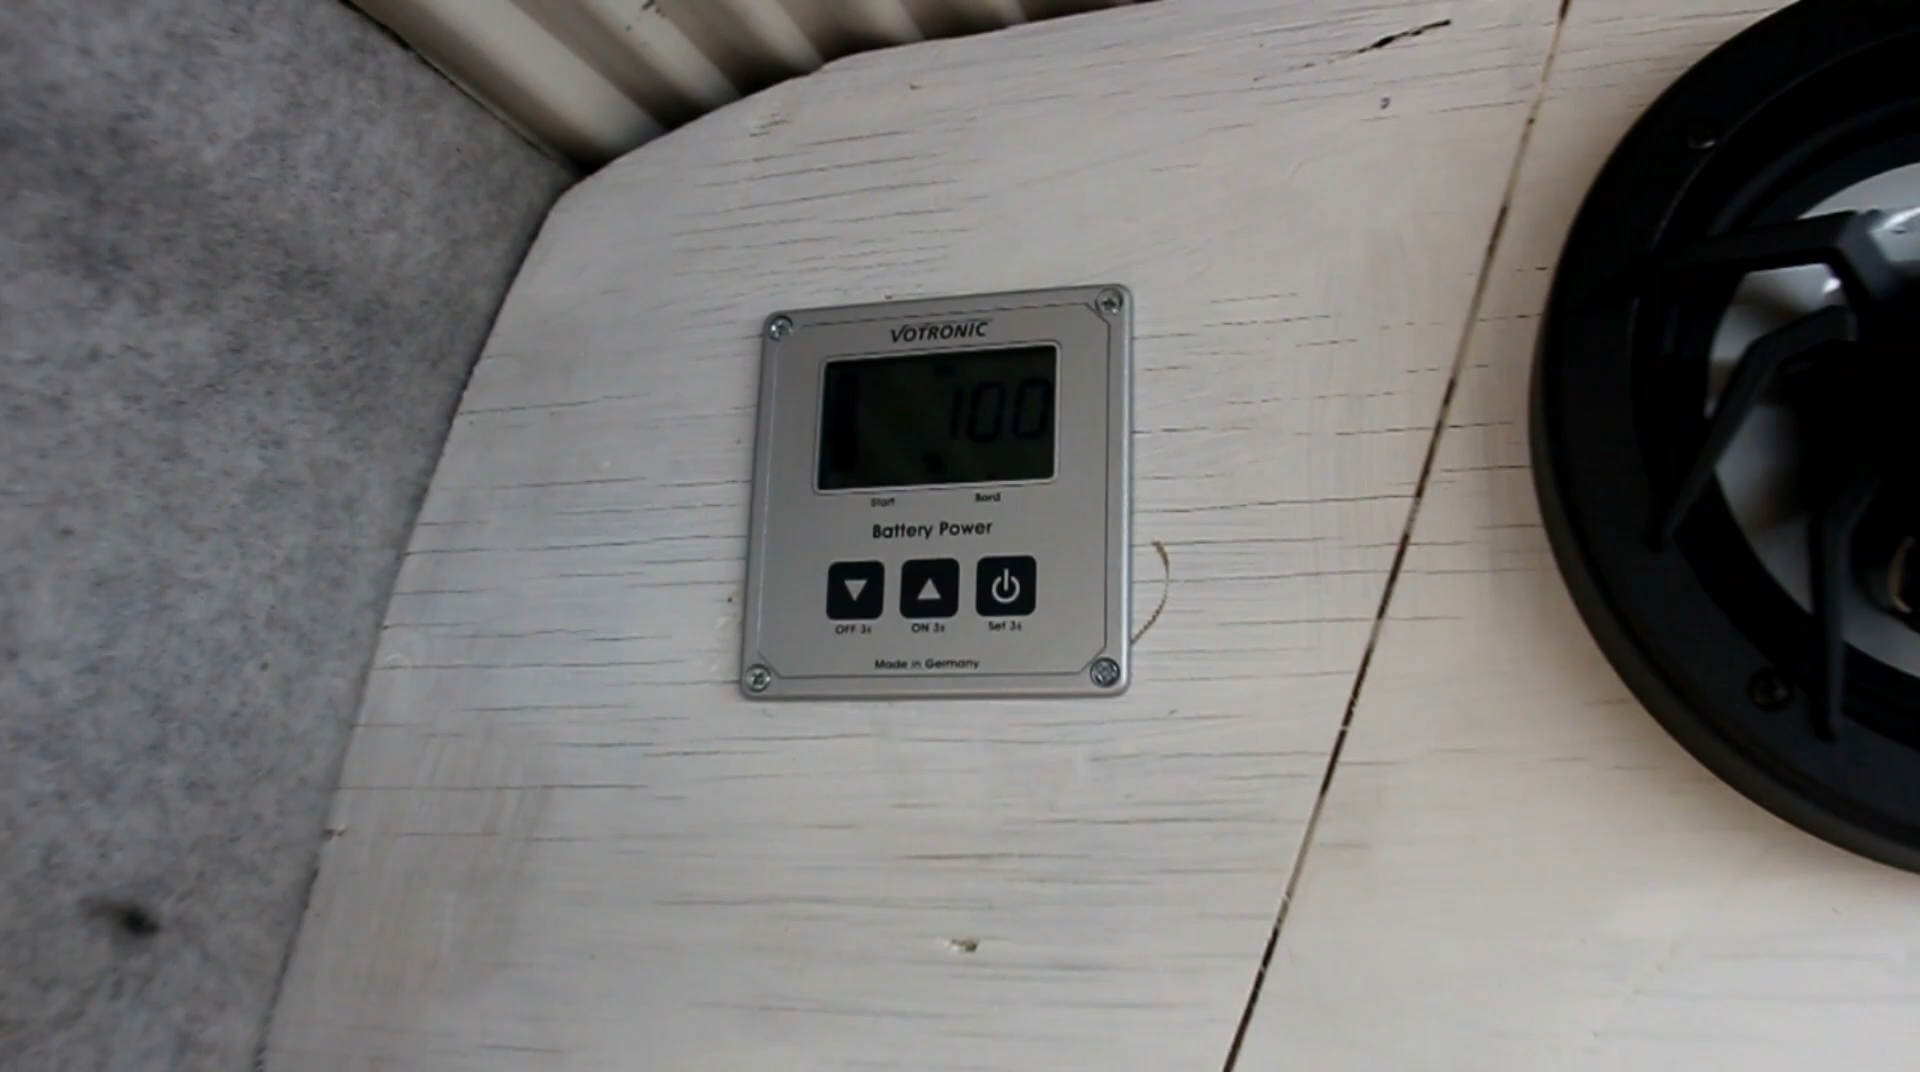 VOTRONIC
100
Start Bord
Battery Power
OFF 3s ON 3s Set 3s
Made in Germany